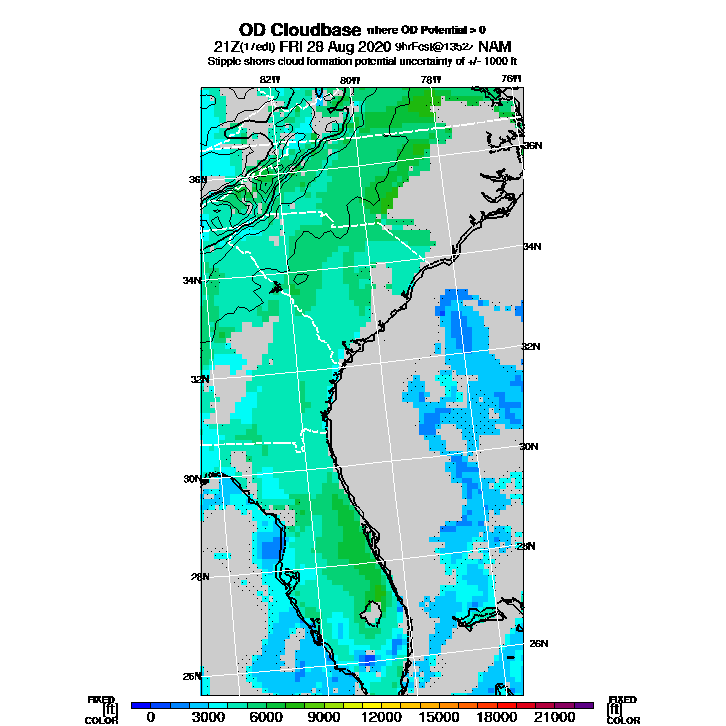 OD Cloudbase where OD Potential > 0
21Z(17edt) FRI 28 Aug 2020 9hrFcst@1352z NAM
Stipple shows cloud formation potential uncertainty of +/- 1000 ft
82W 80W 78W 76W
36N
36N
34N
34N
32N
32N
30N
30N
28N
28N
26N
26N
FIXED FIXED
[ft] [ft]
COLOR 0 3000 6000 9000 12000 15000 18000 21000 COLOR